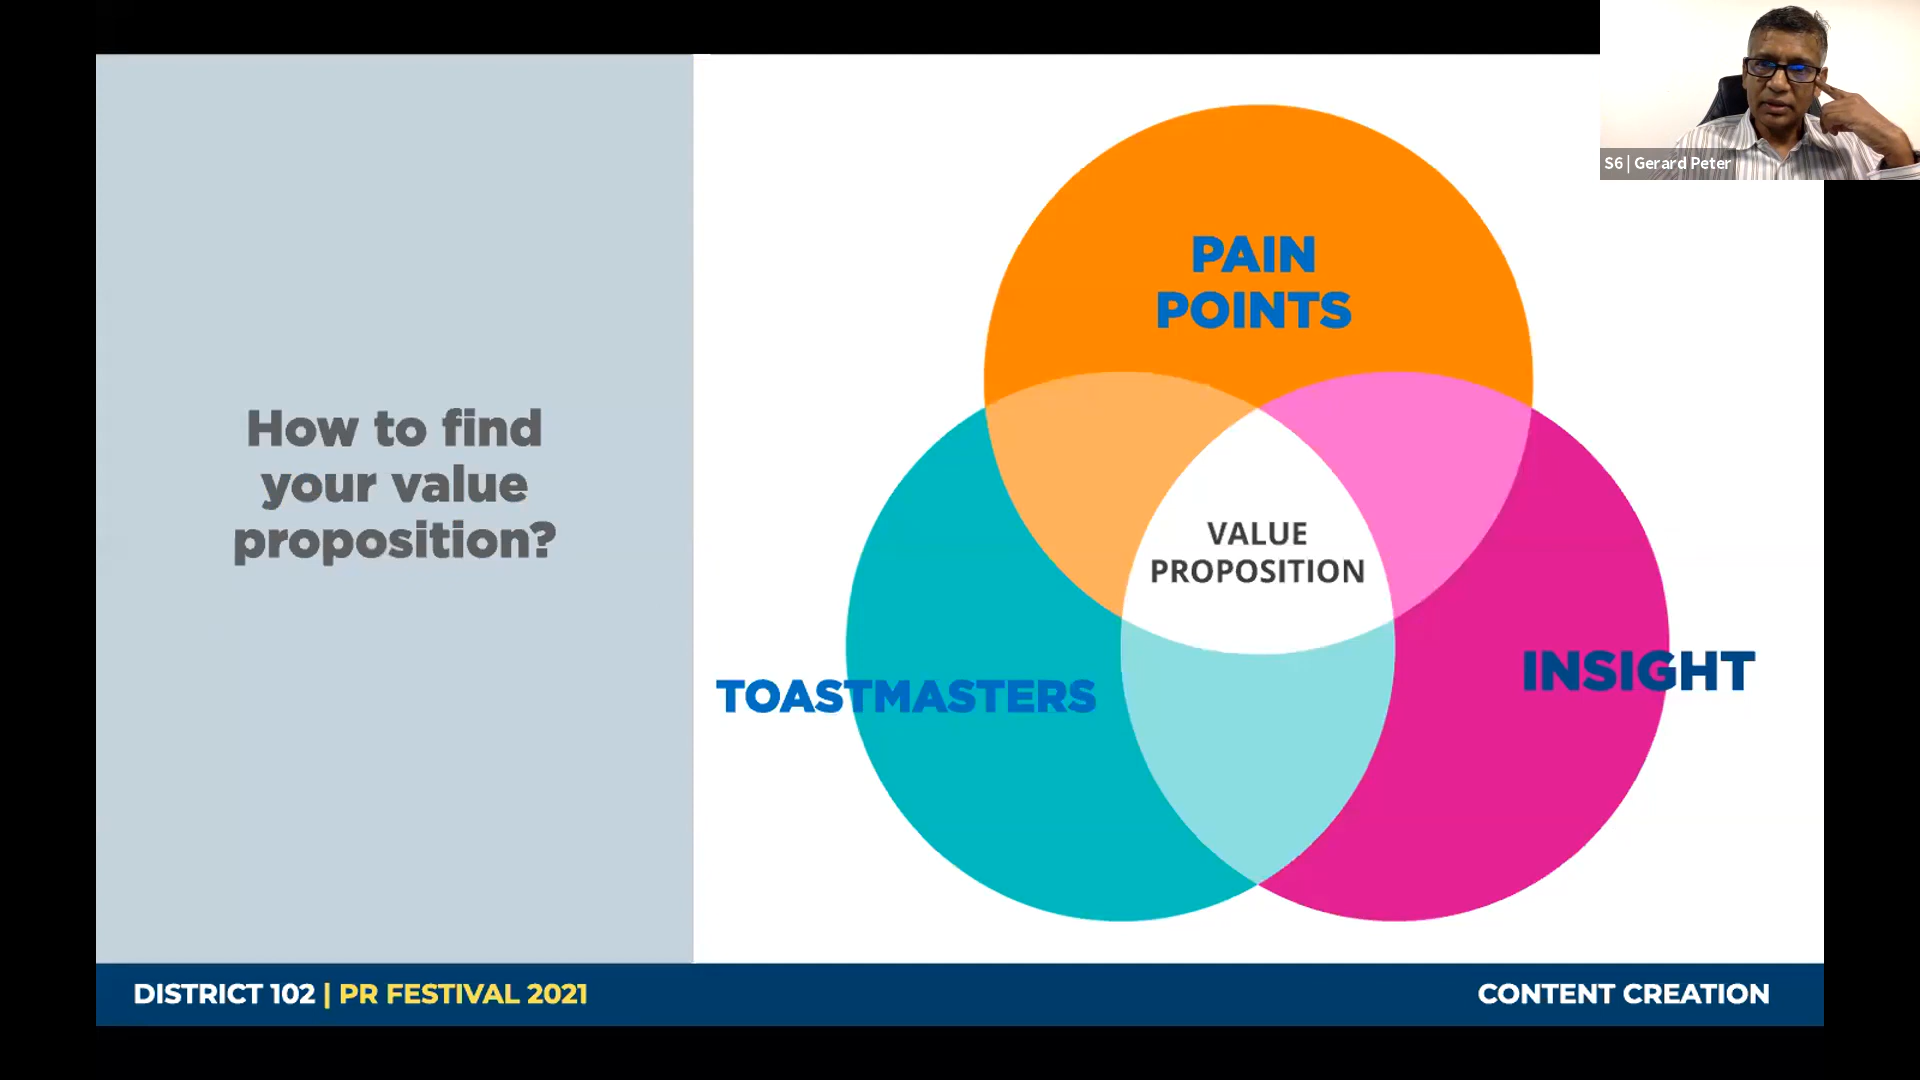 S6 | Gerard Peter
How to find
your value
proposition?
PAIN
POINTS
VALUE
PROPOSITION
TOASTMASTERS
INSIGHT
DISTRICT 102 | PR FESTIVAL 2021
CONTENT CREATION